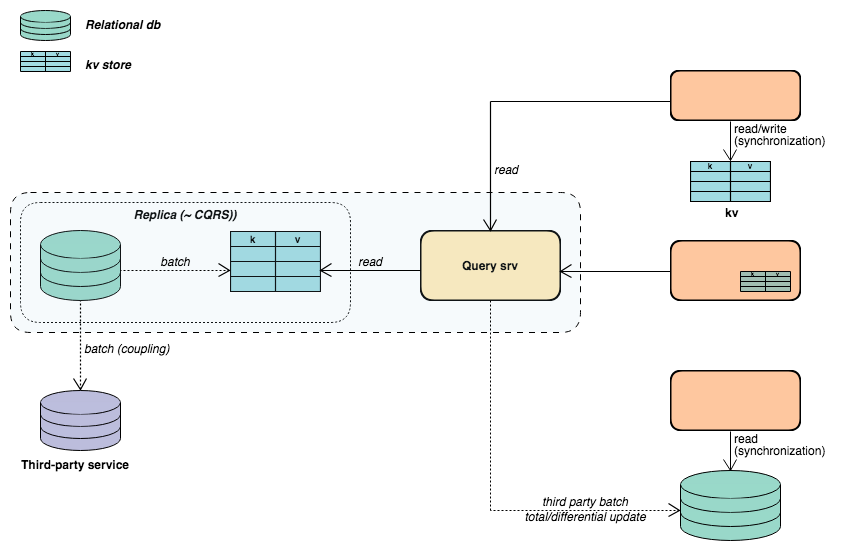 Relational db
k v
kv store
read/write
(synchronization)
read
k v
kv
Replica (~ CQRS))
k v
batch
read
Query srv
k v
batch (coupling)
Third-party service
read
(synchronization)
third party batch
total/differential update